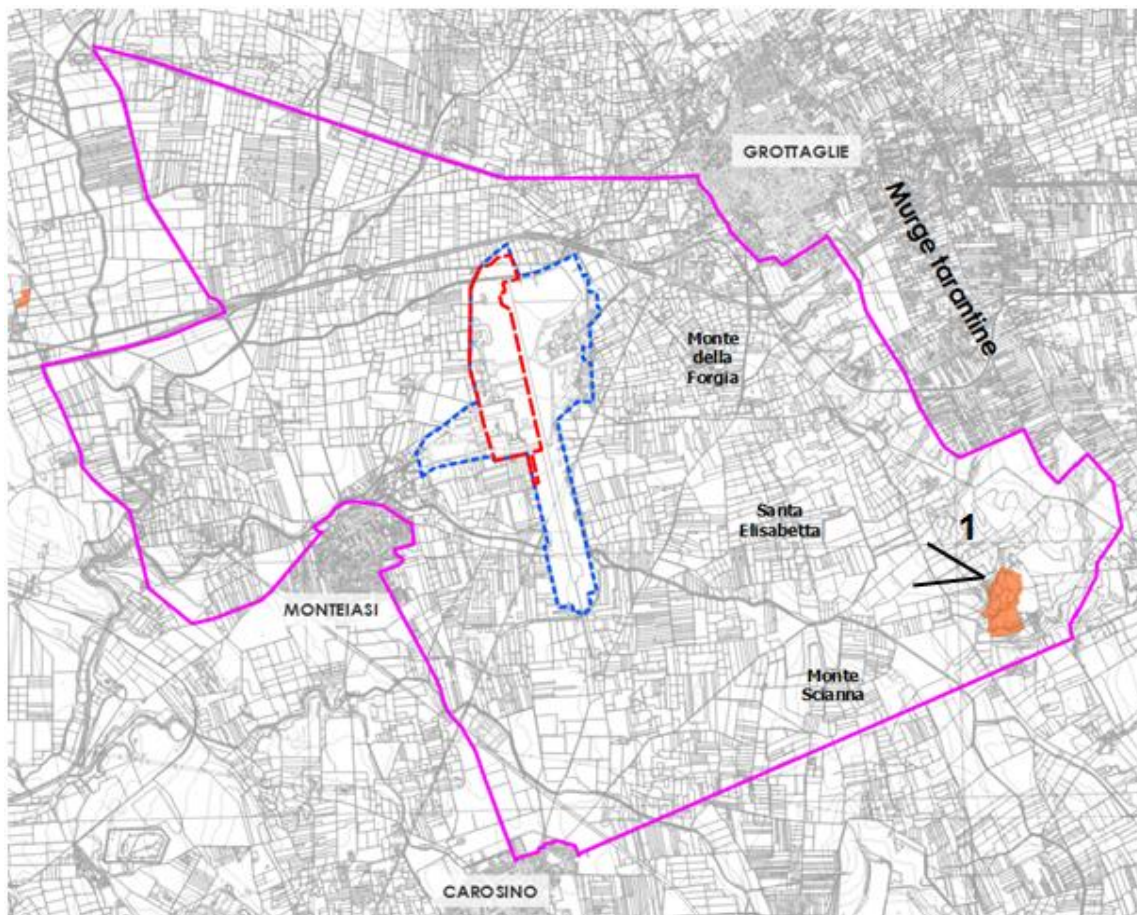 GROTTAGLIE
Murge tarantine
Monte
della
Forgia
Santa
Elisabetta
1
MONTEIASI
Monte
Scianna
CAROSINO